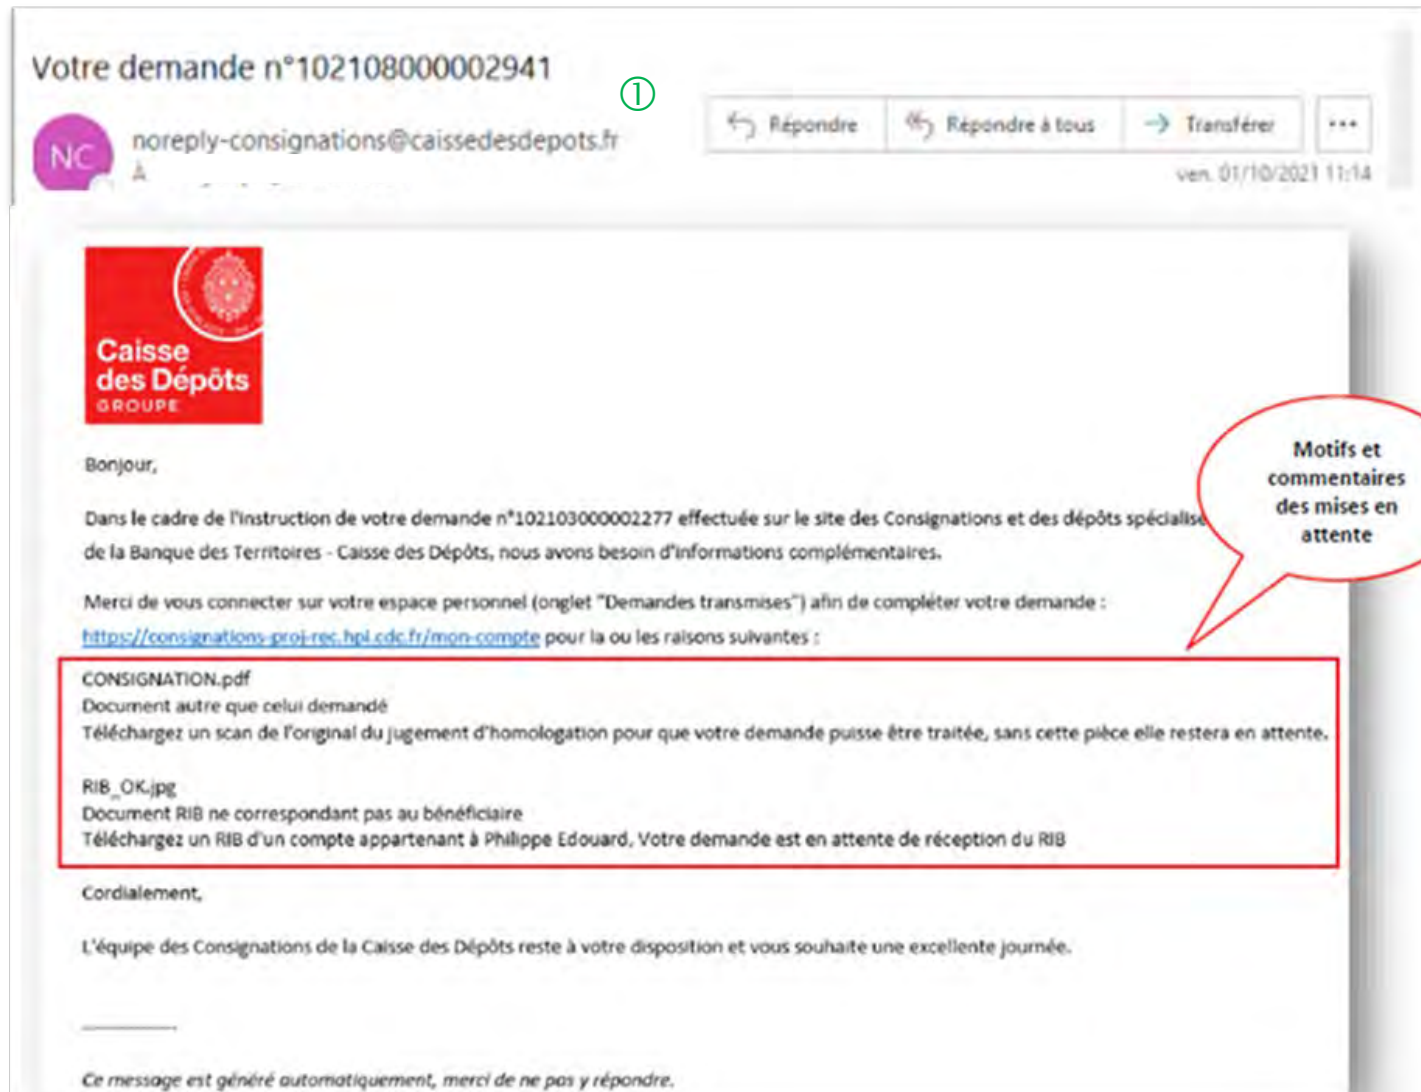 Votre demande n°102108000002941
①
NC
noreply-consignations@caissedesdepots.fr
À
Répondre
Répondre à tous
Transférer
ven. 01/10/2021 11:14
Caisse
des Dépôts
GROUPE
Motifs et
commentaires
des mises en
attente
Bonjour,
Dans le cadre de l'instruction de votre demande n°102103000002277 effectuée sur le site des Consignations et des dépôts spécialisé
de la Banque des Territoires - Caisse des Dépôts, nous avons besoin d'informations complémentaires.
Merci de vous connecter sur votre espace personnel (onglet "Demandes transmises") afin de compléter votre demande :
https://consignations-proj-rec.hpl.cdc.fr/mon-compte pour la ou les raisons suivantes :
CONSIGNATION.pdf
Document autre que celui demandé
Téléchargez un scan de l'original du jugement d'homologation pour que votre demande puisse être traitée, sans cette pièce elle restera en attente.
RIB_OK.jpg
Document RIB ne correspondant pas au bénéficiaire
Téléchargez un RIB d'un compte appartenant à Philippe Edouard, Votre demande est en attente de réception du RIB
Cordialement,
L'équipe des Consignations de la Caisse des Dépôts reste à votre disposition et vous souhaite une excellente journée.
Ce message est généré automatiquement, merci de ne pas y répondre.